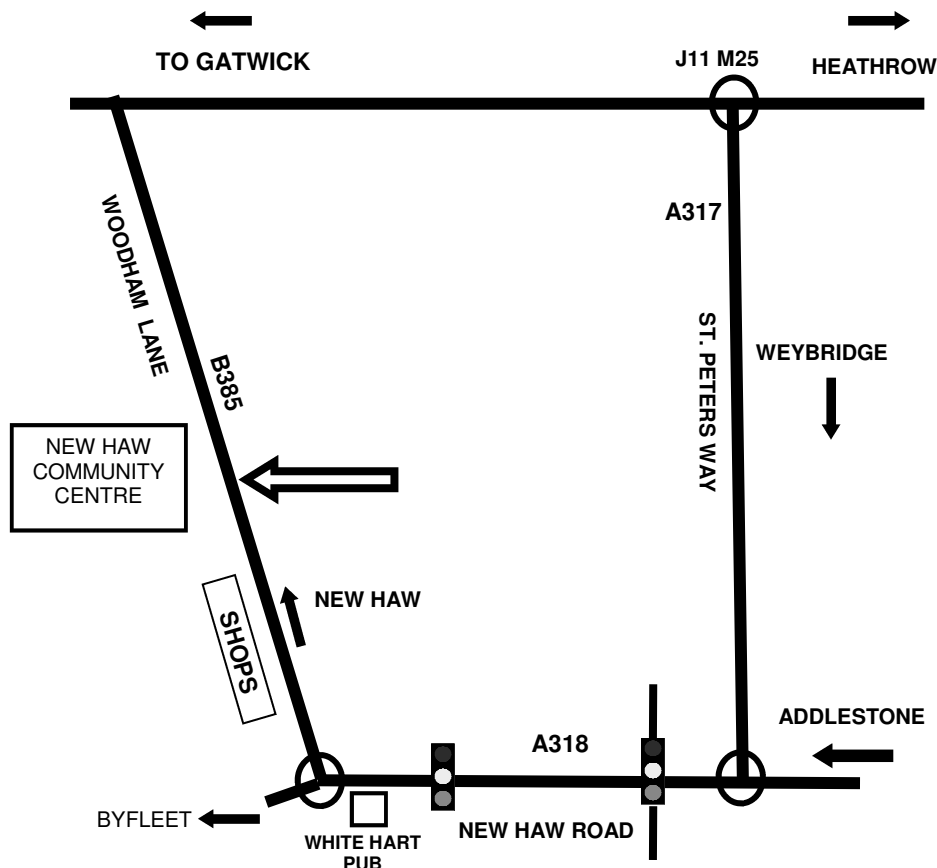 TO GATWICK
J11 M25
HEATHROW
A317
WOODHAM LANE
B385
ST. PETERS WAY
WEYBRIDGE
NEW HAW
COMMUNITY
CENTRE
NEW HAW
SHOPS
ADDLESTONE
A318
BYFLEET
NEW HAW ROAD
WHITE HART
PUB